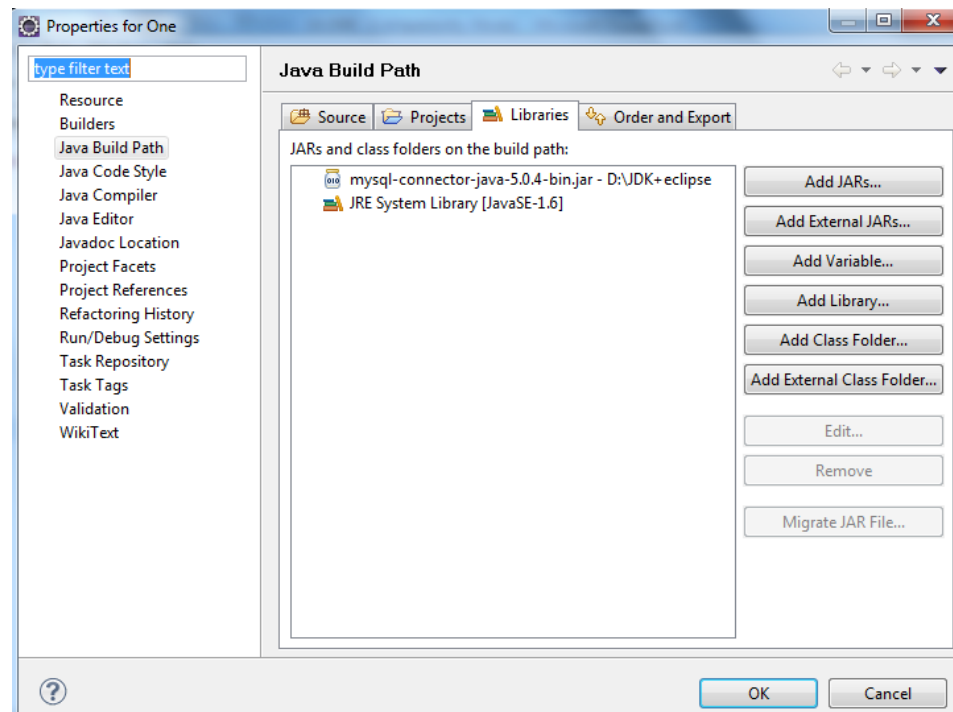 Properties for One
type filter text
Resource
Builders
Java Build Path
Java Code Style
Java Compiler
Java Editor
Javadoc Location
Project Facets
Project References
Refactoring History
Run/Debug Settings
Task Repository
Task Tags
Validation
WikiText
Java Build Path
Source Projects Libraries Order and Export
JARs and class folders on the build path:
mysql-connector-java-5.0.4-bin.jar - D:\JDK+eclipse
JRE System Library [JavaSE-1.6]
Add JARs...
Add External JARs...
Add Variable...
Add Library...
Add Class Folder...
Add External Class Folder...
Edit...
Remove
Migrate JAR File...
OK Cancel